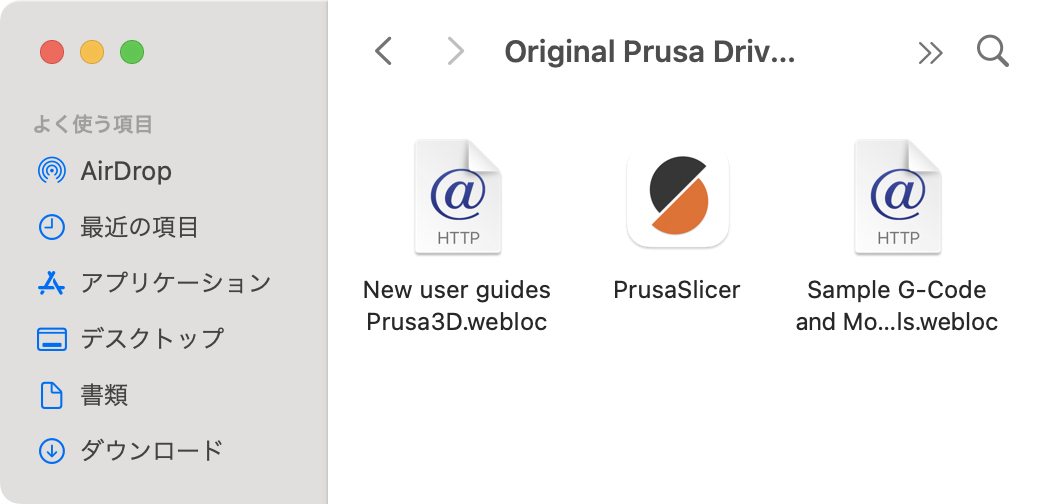 Original Prusa Driv...
よく使う項目
AirDrop
最近の項目
アプリケーション
デスクトップ
書類
ダウンロード
@
HTTP
New user guides
Prusa3D.webloc
PrusaSlicer
@
HTTP
Sample G-Code
and Mo...ls.webloc